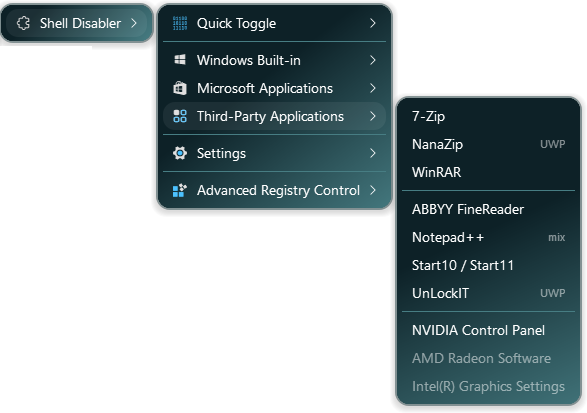 Shell Disabler
Quick Toggle
Windows Built-in
Microsoft Applications
Third-Party Applications
Settings
Advanced Registry Control
7-Zip
NanaZip UWP
WinRAR
ABBYY FineReader
Notepad++ mix
Start10 / Start11
UnLockIT UWP
NVIDIA Control Panel
AMD Radeon Software
Intel(R) Graphics Settings